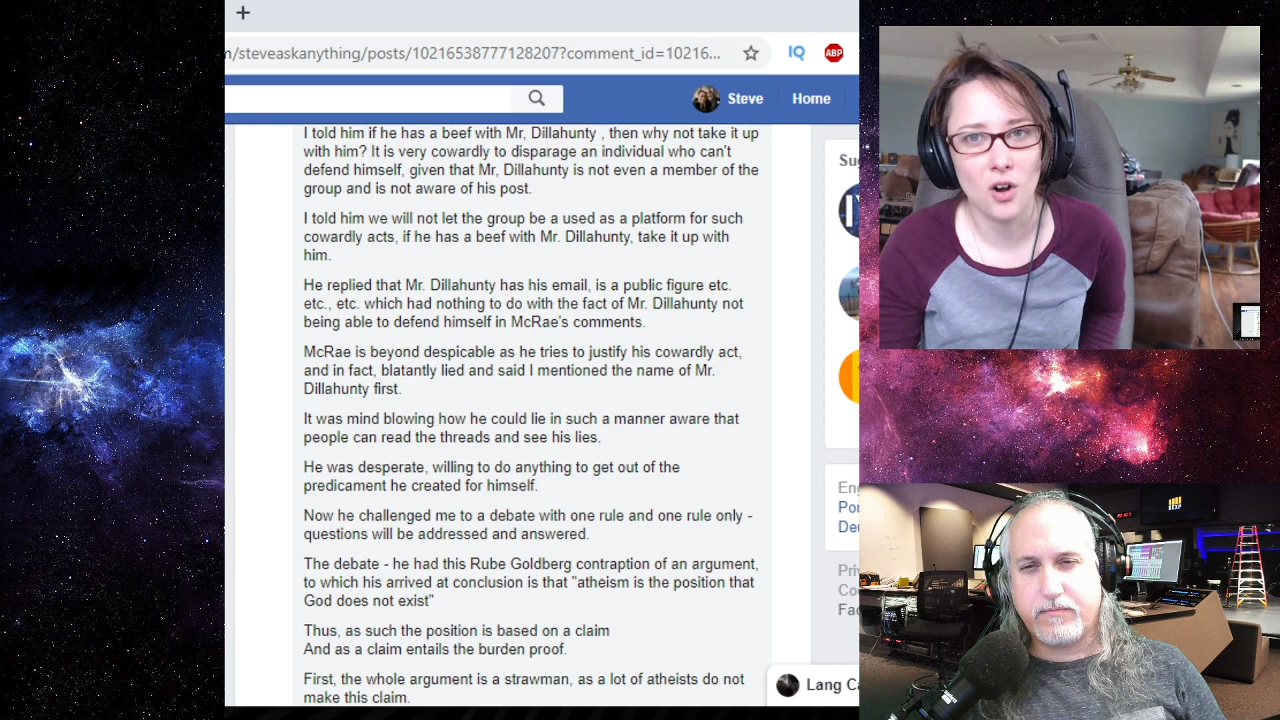 +
m/steveaskanything/posts/10216538777128207?comment_id=10216...
IQ
ABP
Steve
Home
I told him if he has a beef with Mr, Dillahunty , then why not take it up
with him? It is very cowardly to disparage an individual who can't
defend himself, given that Mr, Dillahunty is not even a member of the
group and is not aware of his post.
I told him we will not let the group be a used as a platform for such
cowardly acts, if he has a beef with Mr. Dillahunty, take it up with
him.
He replied that Mr. Dillahunty has his email, is a public figure etc.
etc., etc. which had nothing to do with the fact of Mr. Dillahunty not
being able to defend himself in McRae's comments.
McRae is beyond despicable as he tries to justify his cowardly act,
and in fact, blatantly lied and said I mentioned the name of Mr.
Dillahunty first.
It was mind blowing how he could lie in such a manner aware that
people can read the threads and see his lies.
He was desperate, willing to do anything to get out of the
predicament he created for himself.
Now he challenged me to a debate with one rule and one rule only -
questions will be addressed and answered.
The debate - he had this Rube Goldberg contraption of an argument,
to which his arrived at conclusion is that "atheism is the position that
God does not exist"
Thus, as such the position is based on a claim
And as a claim entails the burden proof.
First, the whole argument is a strawman, as a lot of atheists do not
make this claim.
Su
Eng
Por
Deu
Priv
Coo
Fac
Lang Ca